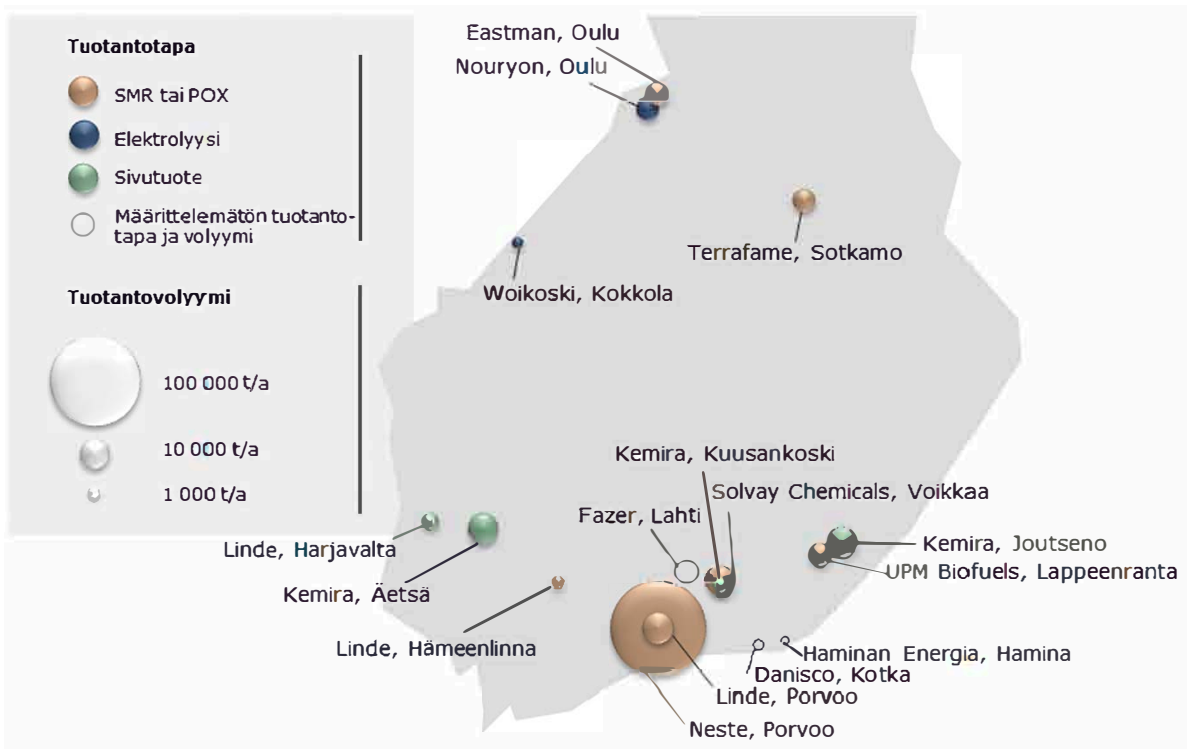 Tuotantotapa
SMR tai POX
Elektrolyysi
Sivutuote
Määrittelemätön tuotanto-
tapa ja volyymi
Tuotantovolyymi
100 000 t/a
10 000 t/a
1 000 t/a
Eastman, Oulu
Nouryon, Oulu
Terrafame, Sotkamo
Woikoski, Kokkola
Kemira, Kuusankoski
Solvay Chemicals, Voikkaa
Fazer, Lahti
Linde, Harjavalta
Kemira, Joutseno
UPM Biofuels, Lappeenranta
Kemira, Äetsä
Linde, Hämeenlinna
Haminan Energia, Hamina
Danisco, Kotka
Linde, Porvoo
Neste, Porvoo